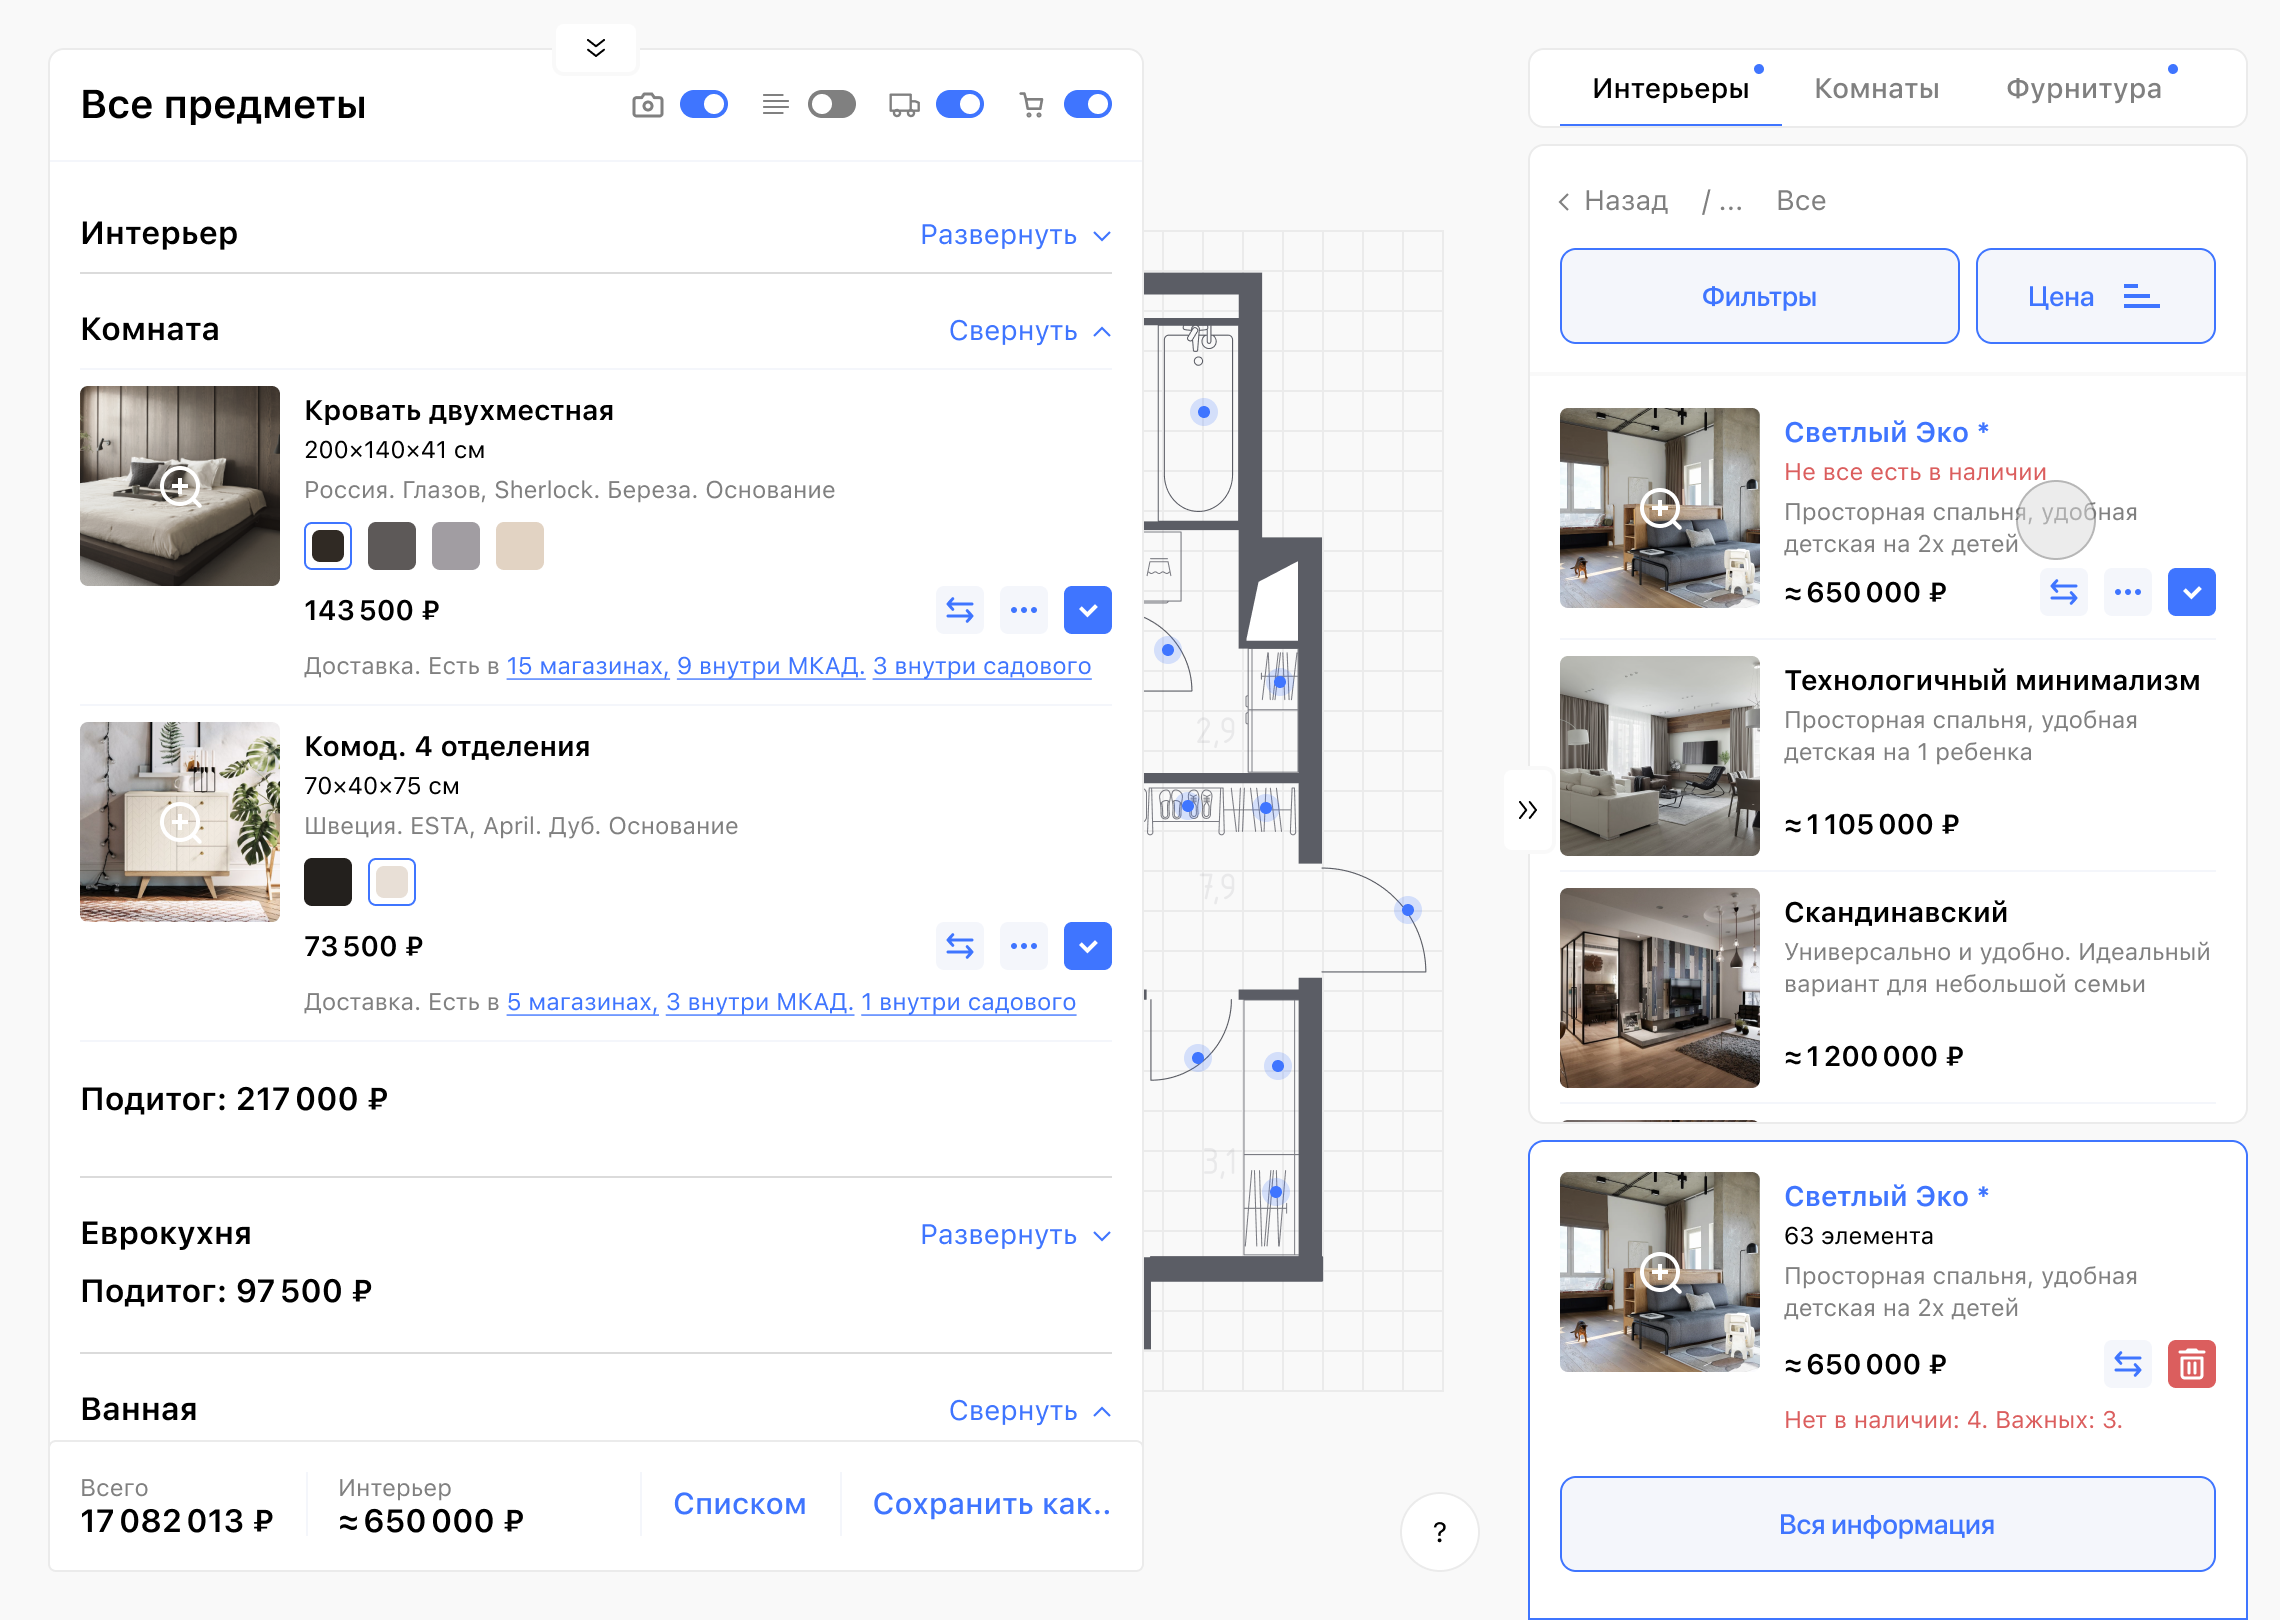 Все предметы
Интерьер
Развернуть
Комната
Свернуть
Кровать двухместная
200×140×41 см
Россия. Глазов, Sherlock. Береза. Основание
143 500 ₽
Доставка. Есть в 15 магазинах, 9 внутри МКАД. 3 внутри садового
Комод. 4 отделения
70×40×75 см
Швеция. ESTA, April. Дуб. Основание
73 500 ₽
Доставка. Есть в 5 магазинах, 3 внутри МКАД. 1 внутри садового
Подитог: 217 000 ₽
Еврокухня
Развернуть
Подитог: 97 500 ₽
Ванная
Свернуть
Всего
17 082 013 ₽
Интерьер
≈ 650 000 ₽
Списком
Сохранить как..
2,9
7,9
3,1
?
Интерьеры
Комнаты
Фурнитура
Назад / ... Все
Фильтры
Цена
Светлый Эко *
Не все есть в наличии
Просторная спальня, удобная
детская на 2х детей
≈ 650 000 ₽
Технологичный минимализм
Просторная спальня, удобная
детская на 1 ребенка
≈ 1 105 000 ₽
Скандинавский
Универсально и удобно. Идеальный
вариант для небольшой семьи
≈ 1 200 000 ₽
Светлый Эко *
63 элемента
Просторная спальня, удобная
детская на 2х детей
≈ 650 000 ₽
Нет в наличии: 4. Важных: 3.
Вся информация